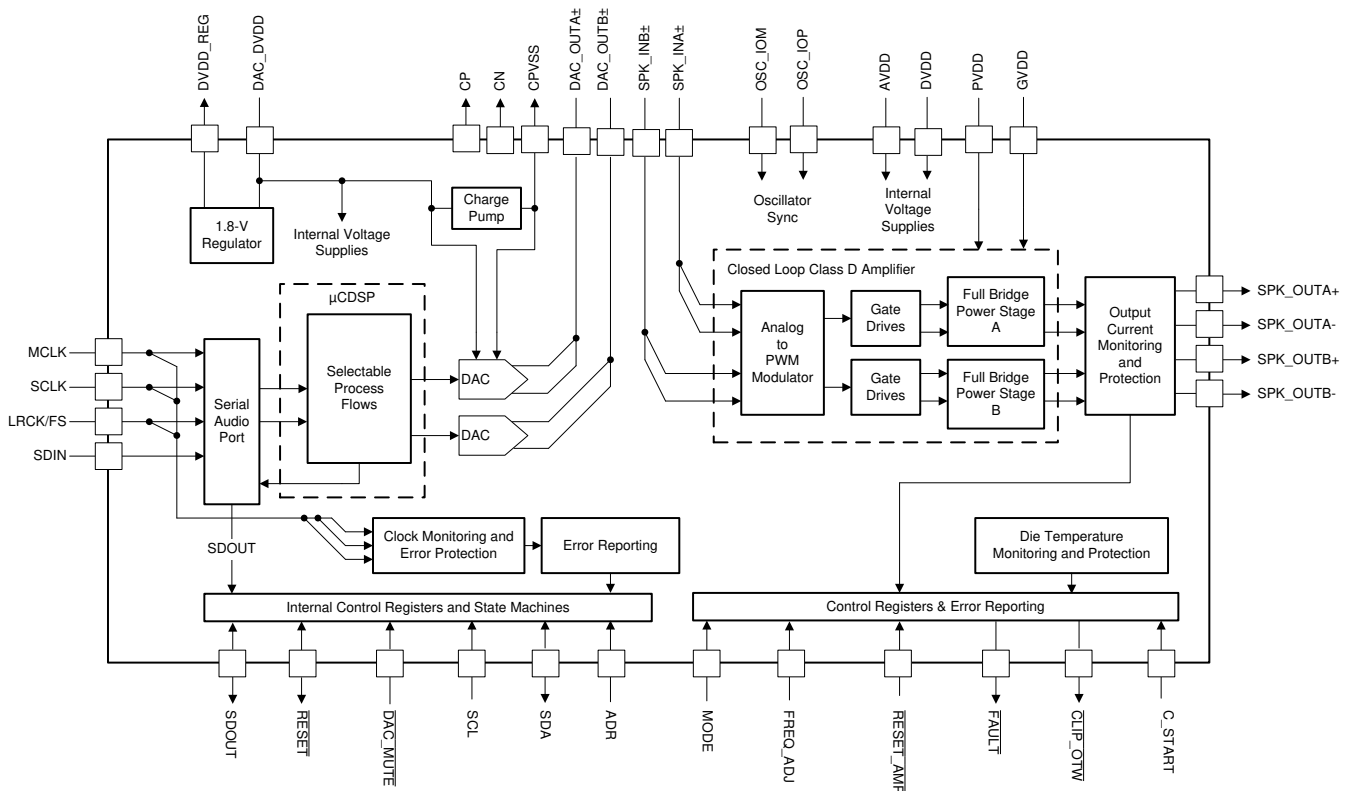 DVDD_REG
DAC_DVDD
CP
CN
CPVSS
DAC_OUTA±
DAC_OUTB±
SPK_INB±
SPK_INA±
OSC_IOM
OSC_IOP
AVDD
DVDD
PVDD
GVDD
1.8-V
Regulator
Internal Voltage
Supplies
Charge
Pump
Oscillator
Sync
Internal
Voltage
Supplies
MCLK
SCLK
LRCK/FS
SDIN
Serial
Audio
Port
µCDSP
Selectable
Process
Flows
DAC
DAC
Closed Loop Class D Amplifier
Analog
to
PWM
Modulator
Gate
Drives
Gate
Drives
Full Bridge
Power Stage
A
Full Bridge
Power Stage
B
Output
Current
Monitoring
and
Protection
SPK_OUTA+
SPK_OUTA-
SPK_OUTB+
SPK_OUTB-
SDOUT
Clock Monitoring and
Error Protection
Error Reporting
Die Temperature
Monitoring and Protection
Internal Control Registers and State Machines
Control Registers & Error Reporting
SDOUT
RESET
DAC_MUTE
SCL
SDA
ADR
MODE
FREQ_ADJ
RESET_AMP
FAULT
CLIP_OTW
C_START